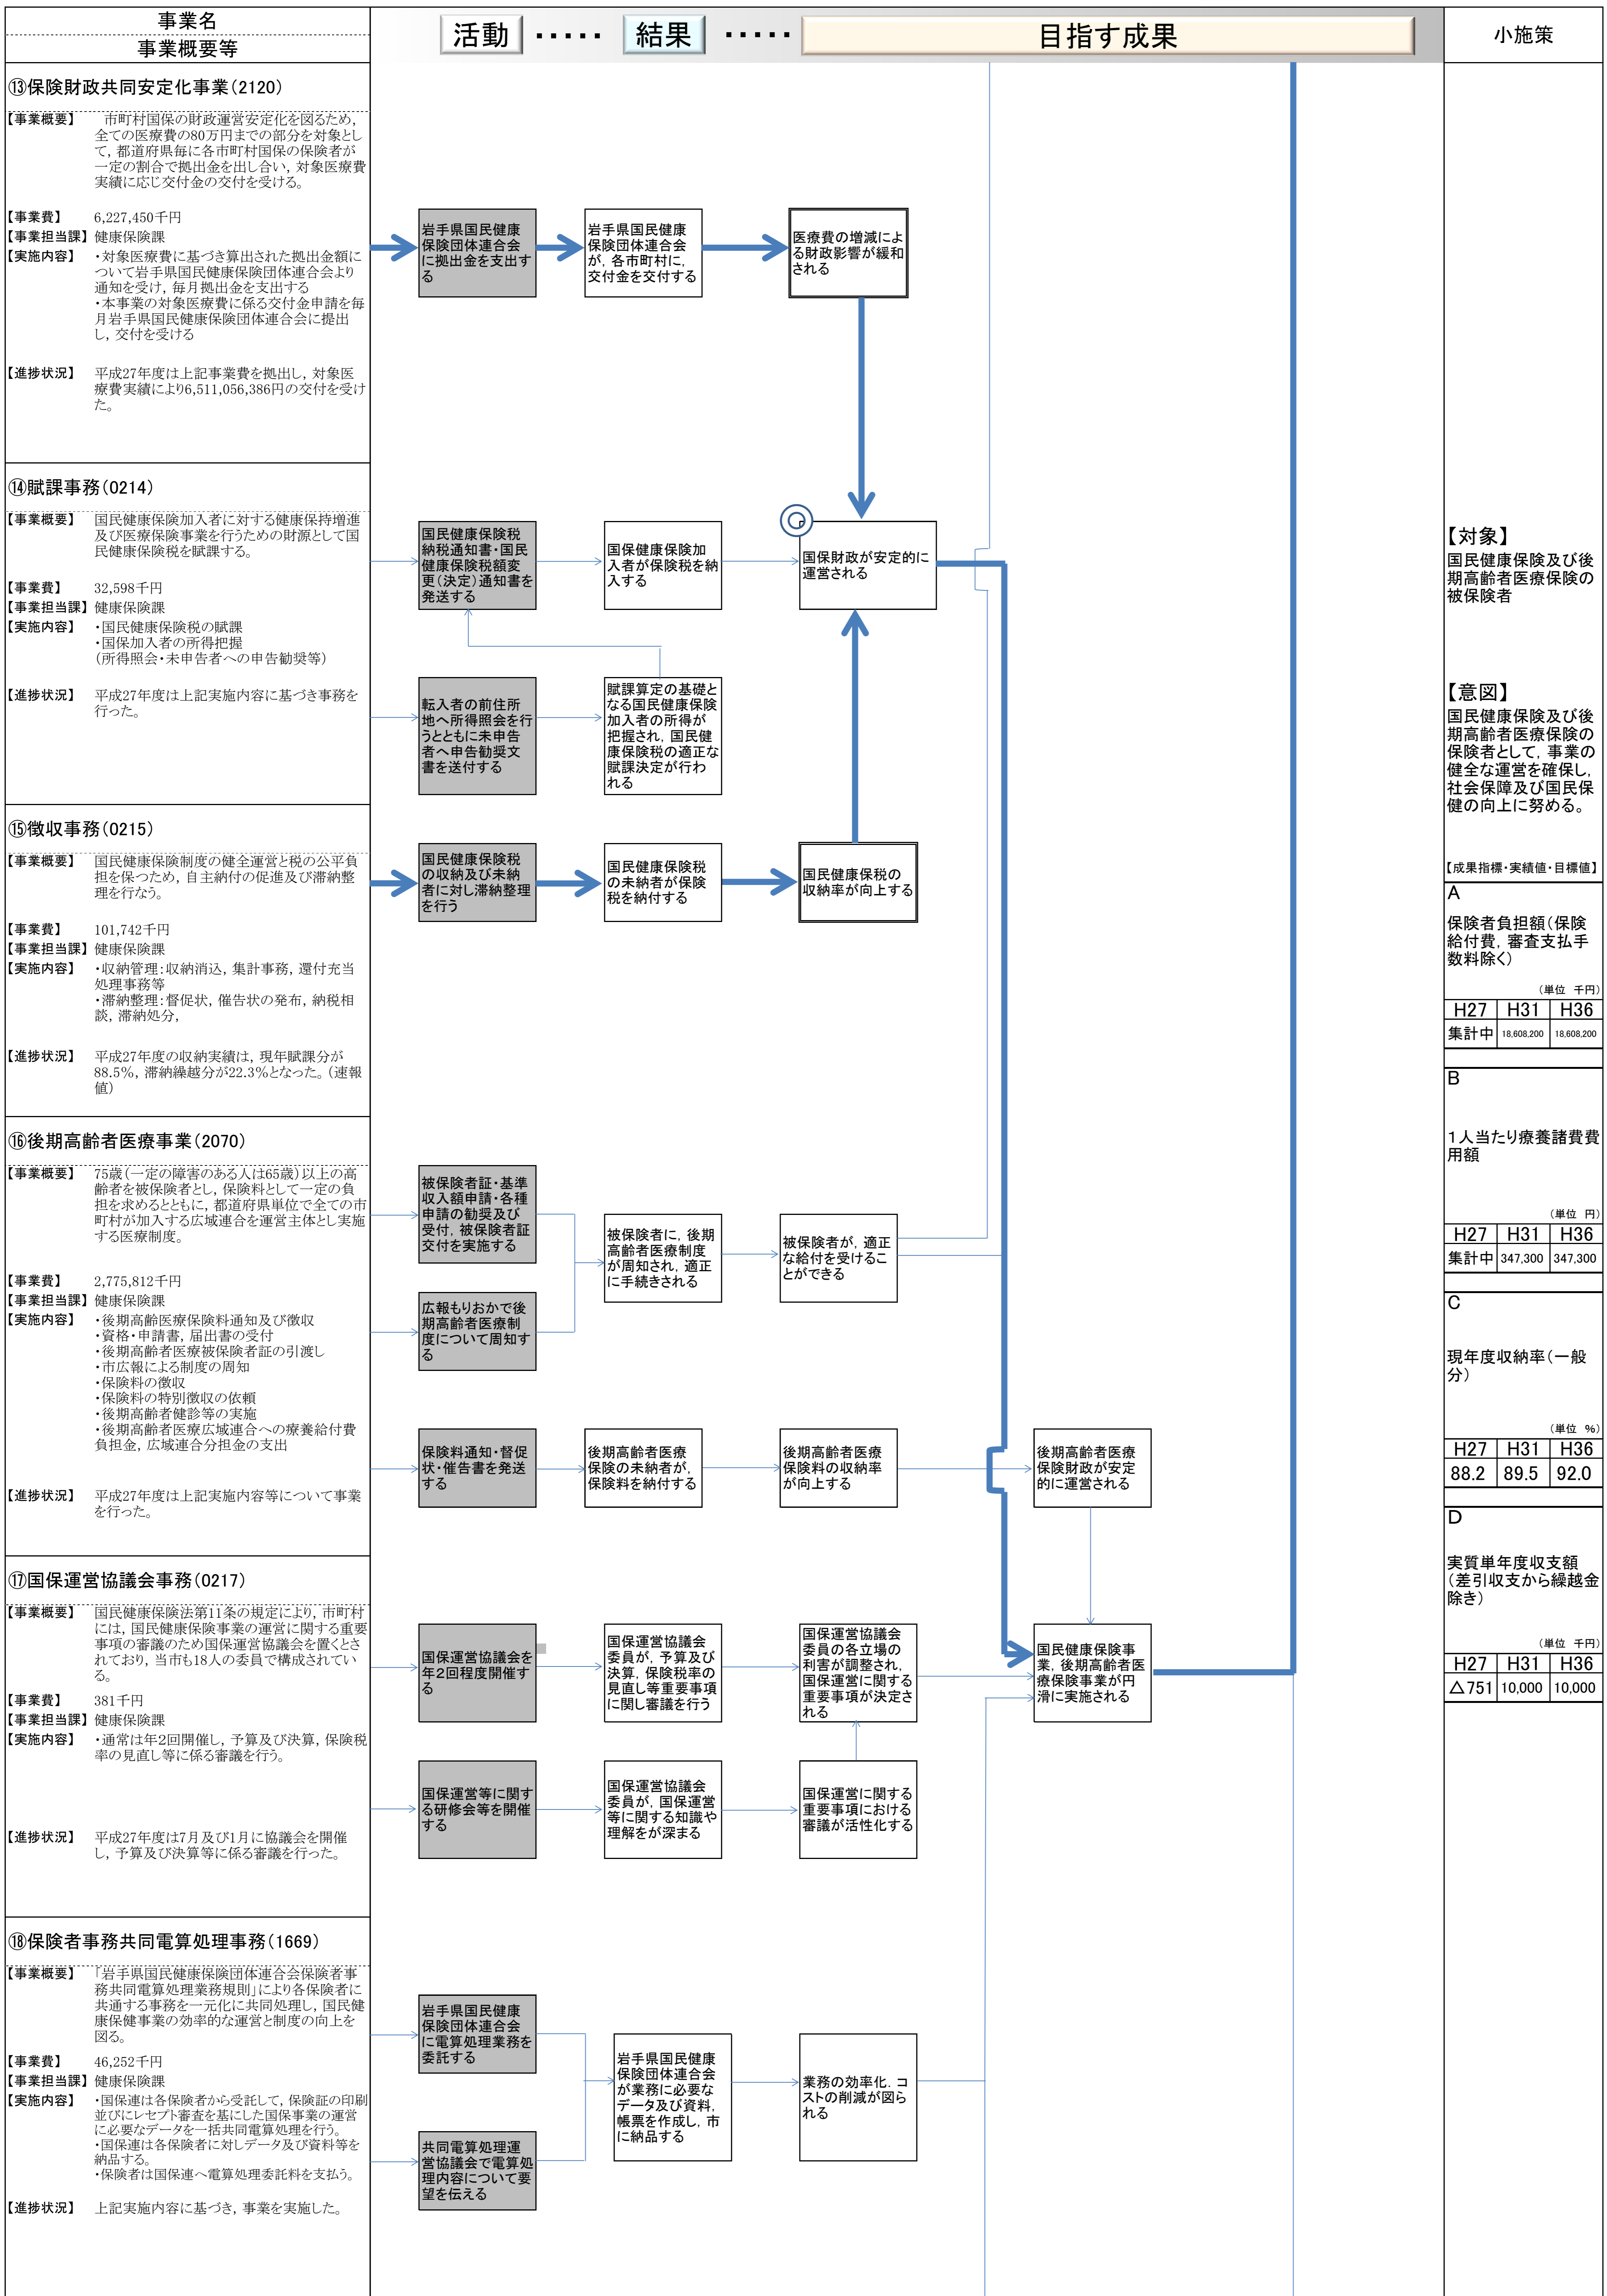 事業名
事業概要等
活動 ・・・・・ 結果 ・・・・・ 目指す成果
小施策
⑬保険財政共同安定化事業(2120)
【事業概要】 市町村国保の財政運営安定化を図るため,
全ての医療費の80万円までの部分を対象とし
て, 都道府県毎に各市町村国保の保険者が
一定の割合で拠出金を出し合い, 対象医療費
実績に応じ交付金の交付を受ける。
【事業費】 6,227,450千円
【事業担当課】 健康保険課
【実施内容】 ・対象医療費に基づき算出された拠出金額に
ついて岩手県国民健康保険団体連合会より
通知を受け, 毎月拠出金を支出する
・本事業の対象医療費に係る交付金申請を毎
月岩手県国民健康保険団体連合会に提出
し, 交付を受ける
【進捗状況】 平成27年度は上記事業費を拠出し, 対象医
療費実績により6,511,056,386円の交付を受け
た。
岩手県国民健康
保険団体連合会
に拠出金を支出す
る
岩手県国民健康
保険団体連合会
が, 各市町村に,
交付金を交付する
医療費の増減によ
る財政影響が緩和
される
⑭賦課事務(0214)
【事業概要】 国民健康保険加入者に対する健康保持増進
及び医療保険事業を行うための財源として国
民健康保険税を賦課する。
【事業費】 32,598千円
【事業担当課】 健康保険課
【実施内容】 ・国民健康保険税の賦課
・国保加入者の所得把握
(所得照会・未申告者への申告勧奨等)
【進捗状況】 平成27年度は上記実施内容に基づき事務を
行った。
国民健康保険税
納税通知書・国民
健康保険税額変
更(決定)通知書を
発送する
国保健康保険加
入者が保険税を納
入する
◎
国保財政が安定的に
運営される
転入者の前住所
地へ所得照会を行
うとともに未申告
者へ申告勧奨文
書を送付する
賦課算定の基礎と
なる国民健康保険
加入者の所得が
把握され, 国民健
康保険税の適正な
賦課決定が行わ
れる
⑮徴収事務(0215)
【事業概要】 国民健康保険制度の健全運営と税の公平負
担を保つため, 自主納付の促進及び滞納整
理を行なう。
【事業費】 101,742千円
【事業担当課】 健康保険課
【実施内容】 ・収納管理:収納消込, 集計事務, 還付充当
処理事務等
・滞納整理:督促状, 催告状の発布, 納税相
談, 滞納処分,
【進捗状況】 平成27年度の収納実績は, 現年賦課分が
88.5%, 滞納繰越分が22.3%となった。(速報
値)
国民健康保険税
の収納及び未納
者に対し滞納整理
を行う
国民健康保険税
の未納者が保険
税を納付する
国民健康保税の
収納率が向上する
⑯後期高齢者医療事業(2070)
【事業概要】 75歳(一定の障害のある人は65歳)以上の高
齢者を被保険者とし, 保険料として一定の負
担を求めるとともに, 都道府県単位で全ての市
町村が加入する広域連合を運営主体とし実施
する医療制度。
【事業費】 2,775,812千円
【事業担当課】 健康保険課
【実施内容】 ・後期高齢医療保険料通知及び徴収
・資格・申請書, 届出書の受付
・後期高齢者医療被保険者証の引渡し
・市広報による制度の周知
・保険料の徴収
・保険料の特別徴収の依頼
・後期高齢者健診等の実施
・後期高齢者医療広域連合への療養給付費
負担金, 広域連合分担金の支出
【進捗状況】 平成27年度は上記実施内容等について事業
を行った。
被保険者証・基準
収入額申請・各種
申請の勧奨及び
受付, 被保険者証
交付を実施する
広報もりおかで後
期高齢者医療制
度について周知す
る
被保険者に, 後期
高齢者医療制度
が周知され, 適正
に手続きされる
被保険者が, 適正
な給付を受けるこ
とができる
保険料通知・督促
状・催告書を発送
する
後期高齢者医療
保険の未納者が,
保険料を納付する
後期高齢者医療
保険料の収納率
が向上する
後期高齢者医療
保険財政が安定
的に運営される
⑰国保運営協議会事務(0217)
【事業概要】 国民健康保険法第11条の規定により, 市町村
には, 国民健康保険事業の運営に関する重要
事項の審議のため国保運営協議会を置くとさ
れており, 当市も18人の委員で構成されてい
る。
【事業費】 381千円
【事業担当課】 健康保険課
【実施内容】 ・通常は年2回開催し, 予算及び決算, 保険税
率の見直し等に係る審議を行う。
【進捗状況】 平成27年度は7月及び1月に協議会を開催
し, 予算及び決算等に係る審議を行った。
国保運営協議会を
年2回程度開催す
る
国保運営協議会
委員が, 予算及び
決算, 保険税率の
見直し等重要事項
に関し審議を行う
国保運営協議会
委員の各立場の
利害が調整され,
国保運営に関する
重要事項が決定さ
れる
国民健康保険事
業, 後期高齢者医
療保険事業が円
滑に実施される
国保運営等に関す
る研修会等を開催
する
国保運営協議会
委員が, 国保運営
等に関する知識や
理解をが深まる
国保運営に関する
重要事項における
審議が活性化する
⑱保険者事務共同電算処理事務(1669)
【事業概要】 「岩手県国民健康保険団体連合会保険者事
務共同電算処理業務規則」により各保険者に
共通する事務を一元化に共同処理し, 国民健
康保健事業の効率的な運営と制度の向上を
図る。
【事業費】 46,252千円
【事業担当課】 健康保険課
【実施内容】 ・国保連は各保険者から受託して, 保険証の印刷
並びにレセプト審査を基にした国保事業の運営
に必要なデータを一括共同電算処理を行う。
・国保連は各保険者に対しデータ及び資料等を
納品する。
・保険者は国保連へ電算処理委託料を支払う。
【進捗状況】 上記実施内容に基づき, 事業を実施した。
岩手県国民健康
保険団体連合会
に電算処理業務を
委託する
共同電算処理運
営協議会で電算処
理内容について要
望を伝える
岩手県国民健康
保険団体連合会
が業務に必要な
データ及び資料,
帳票を作成し, 市
に納品する
業務の効率化, コ
ストの削減が図ら
れる
【対象】
国民健康保険及び後
期高齢者医療保険の
被保険者
【意図】
国民健康保険及び後
期高齢者医療保険の
保険者として, 事業の
健全な運営を確保し,
社会保障及び国民保
健の向上に努める。
【成果指標・実績値・目標値】
A
保険者負担額(保険
給付費, 審査支払手
数料除く)
(単位 千円)
H27 H31 H36
集計中 18,608,200 18,608,200
B
1人当たり療養諸費費
用額
(単位 円)
H27 H31 H36
集計中 347,300 347,300
C
現年度収納率(一般
分)
(単位 %)
H27 H31 H36
88.2 89.5 92.0
D
実質単年度収支額
(差引収支から繰越金
除き)
(単位 千円)
H27 H31 H36
△751 10,000 10,000